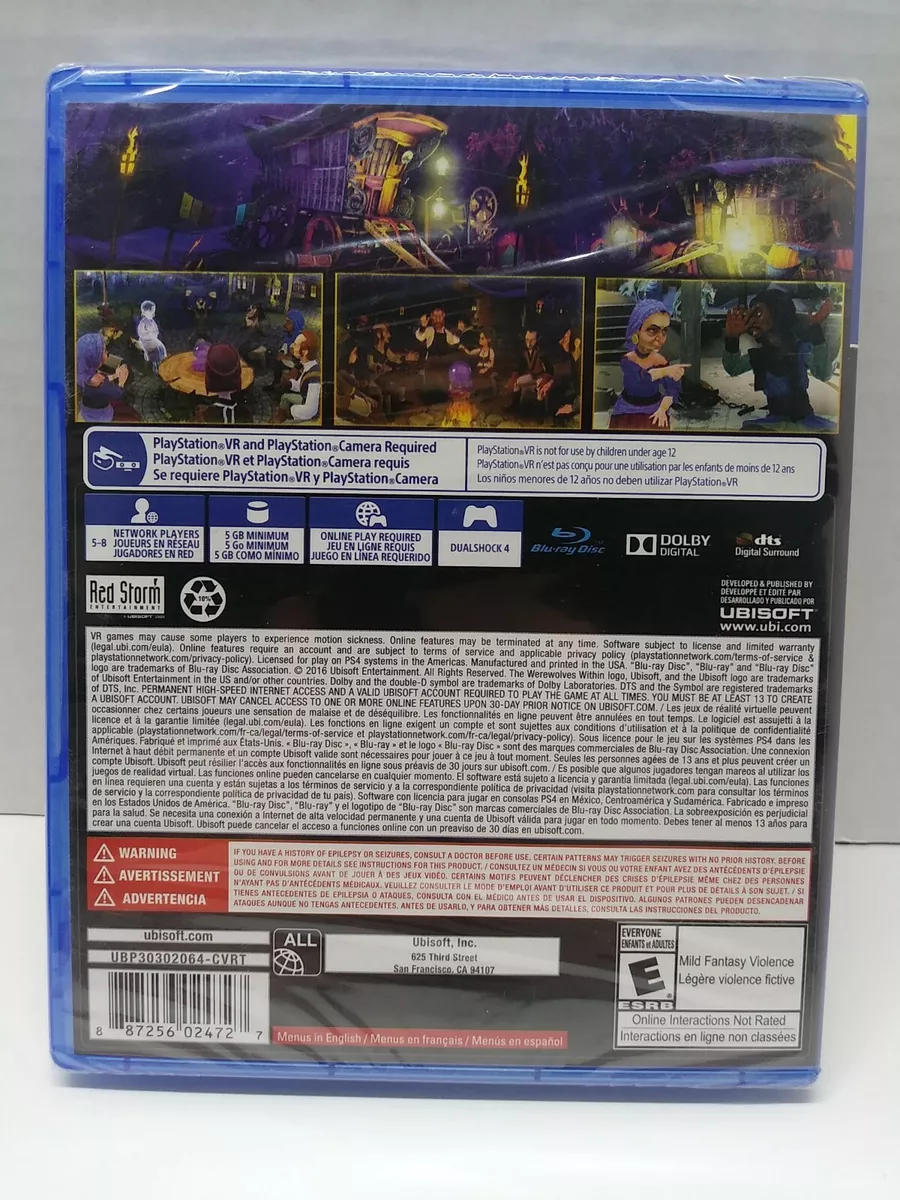 PlayStation®VR and PlayStation®Camera Required
PlayStation®VR et PlayStation®Camera requis
Se requiere PlayStation®VR y PlayStation®Camera
PlayStation®VR is not for use by children under age 12
PlayStation®VR n'est pas conçu pour une utilisation par les enfants de moins de 12 ans
Los niños menores de 12 años no deben utilizar PlayStation®VR
5-8
NETWORK PLAYERS
JOUEURS EN RÉSEAU
JUGADORES EN RED
5 GB MINIMUM
5 Go MINIMUM
5 GB COMO MÍNIMO
ONLINE PLAY REQUIRED
JEU EN LIGNE REQUIS
JUEGO EN LÍNEA REQUERIDO
DUALSHOCK 4
Blu-ray Disc
DOLBY
DIGITAL
dts
Digital Surround
Red Storm
ENTERTAINMENT
10%
DEVELOPED & PUBLISHED BY
DÉVELOPPÉ ET ÉDITÉ PAR
DESARROLLADO Y PUBLICADO POR
UBISOFT
www.ubi.com
VR games may cause some players to experience motion sickness. Online features may be terminated at any time. Software subject to license and limited warranty
(legal.ubi.com/eula). Online features require an account and are subject to terms of service and applicable privacy policy (playstationnetwork.com/terms-of-service &
playstationnetwork.com/privacy-policy). Licensed for play on PS4 systems in the Americas. Manufactured and printed in the USA. "Blu-ray Disc", "Blu-ray" and "Blu-ray Disc"
logo are trademarks of Blu-ray Disc Association. © 2016 Ubisoft Entertainment. All Rights Reserved. The Werewolves Within logo, Ubisoft, and the Ubisoft logo are trademarks
of Ubisoft Entertainment in the US and/or other countries. Dolby and the double-D symbol are trademarks of Dolby Laboratories. DTS and the Symbol are registered trademarks
of DTS, Inc. PERMANENT HIGH-SPEED INTERNET ACCESS AND A VALID UBISOFT ACCOUNT REQUIRED TO PLAY THE GAME AT ALL TIMES. YOU MUST BE AT LEAST 13 TO CREATE
A UBISOFT ACCOUNT. UBISOFT MAY CANCEL ACCESS TO ONE OR MORE ONLINE FEATURES UPON 30-DAY PRIOR NOTICE ON UBISOFT.COM. / Les jeux de réalité virtuelle peuvent
occasionner chez certains joueurs une sensation de malaise et de déséquilibre. Les fonctionnalités en ligne peuvent être annulées en tout temps. Le logiciel est assujetti à la
licence et à la garantie limitée (legal.ubi.com/eula). Les fonctions en ligne exigent un compte et sont sujettes aux conditions d'utilisation et à la politique de confidentialité
applicable (playstationnetwork.com/fr-ca/legal/terms-of-service et playstationnetwork.com/fr-ca/legal/privacy-policy). Sous licence pour le jeu sur les systèmes PS4 dans les
Amériques. Fabriqué et imprimé aux États-Unis. « Blu-ray Disc », « Blu-ray » et le logo « Blu-ray Disc » sont des marques commerciales de Blu-ray Disc Association. Une connexion
Internet à haut débit permanente et un compte Ubisoft valide sont nécessaires pour jouer à ce jeu à tout moment. Seules les personnes agées de 13 ans et plus peuvent créer un
compte Ubisoft. Ubisoft peut résilier l'accès aux fonctionnalités en ligne sous préavis de 30 jours sur ubisoft.com. / Es posible que algunos jugadores tengan mareos al utilizar los
juegos de realidad virtual. Las funciones online pueden cancelarse en cualquier momento. El software está sujeto a licencia y garantía limitada (legal.ubi.com/eula). Las funciones
en línea requieren una cuenta y están sujetas a los términos de servicio y a la correspondiente política de privacidad (visita playstationnetwork.com para consultar los términos
de servicio y la correspondiente política de privacidad de tu país). Software con licencia para jugar en consolas PS4 en México, Centroamérica y Sudamérica. Fabricado e impreso
en los Estados Unidos de América. "Blu-ray Disc", "Blu-ray" y el logotipo de "Blu-ray Disc" son marcas comerciales de Blu-ray Disc Association. La sobreexposición es perjudicial
para la salud. Se necesita una conexión a Internet de alta velocidad permanente y una cuenta de Ubisoft válida para jugar en todo momento. Debes tener al menos 13 años para
crear una cuenta Ubisoft. Ubisoft puede cancelar el acceso a funciones online con un preaviso de 30 días en ubisoft.com.
WARNING
AVERTISSEMENT
ADVERTENCIA
IF YOU HAVE A HISTORY OF EPILEPSY OR SEIZURES, CONSULT A DOCTOR BEFORE USE. CERTAIN PATTERNS MAY TRIGGER SEIZURES WITH NO PRIOR HISTORY. BEFORE
USING AND FOR MORE DETAILS SEE INSTRUCTIONS FOR THIS PRODUCT. / CONSULTEZ UN MÉDECIN SI VOUS OU VOTRE ENFANT AVEZ DES ANTÉCÉDENTS D'ÉPILEPSIE
OU DE CONVULSIONS AVANT DE JOUER À DES JEUX VIDÉO. CERTAINS MOTIFS PEUVENT DÉCLENCHER DES CRISES D'ÉPILEPSIE MÊME CHEZ DES PERSONNES
N'AYANT PAS D'ANTÉCÉDENTS MÉDICAUX. VEUILLEZ CONSULTER LE MODE D'EMPLOI AVANT D'UTILISER CE PRODUIT ET POUR PLUS DE DÉTAILS À SON SUJET. / SI
TIENES ANTECEDENTES DE EPILEPSIA O ATAQUES, CONSULTA CON EL MÉDICO ANTES DE USAR EL DISPOSITIVO. ALGUNOS PATRONES PUEDEN DESENCADENAR
ATAQUES AUNQUE NO TENGAS ANTECEDENTES. ANTES DE USARLO, Y PARA OBTENER MÁS DETALLES, CONSULTA LAS INSTRUCCIONES DEL PRODUCTO.
ubisoft.com
UBP30302064-CVRT
8 87256 02472 7
ALL
Ubisoft, Inc.
625 Third Street
San Francisco, CA 94107
Menus in English / Menus en français / Menús en español
EVERYONE
ENFANTS et ADULTES
E
ESRB
Mild Fantasy Violence
Légère violence fictive
Online Interactions Not Rated
Interactions en ligne non classées